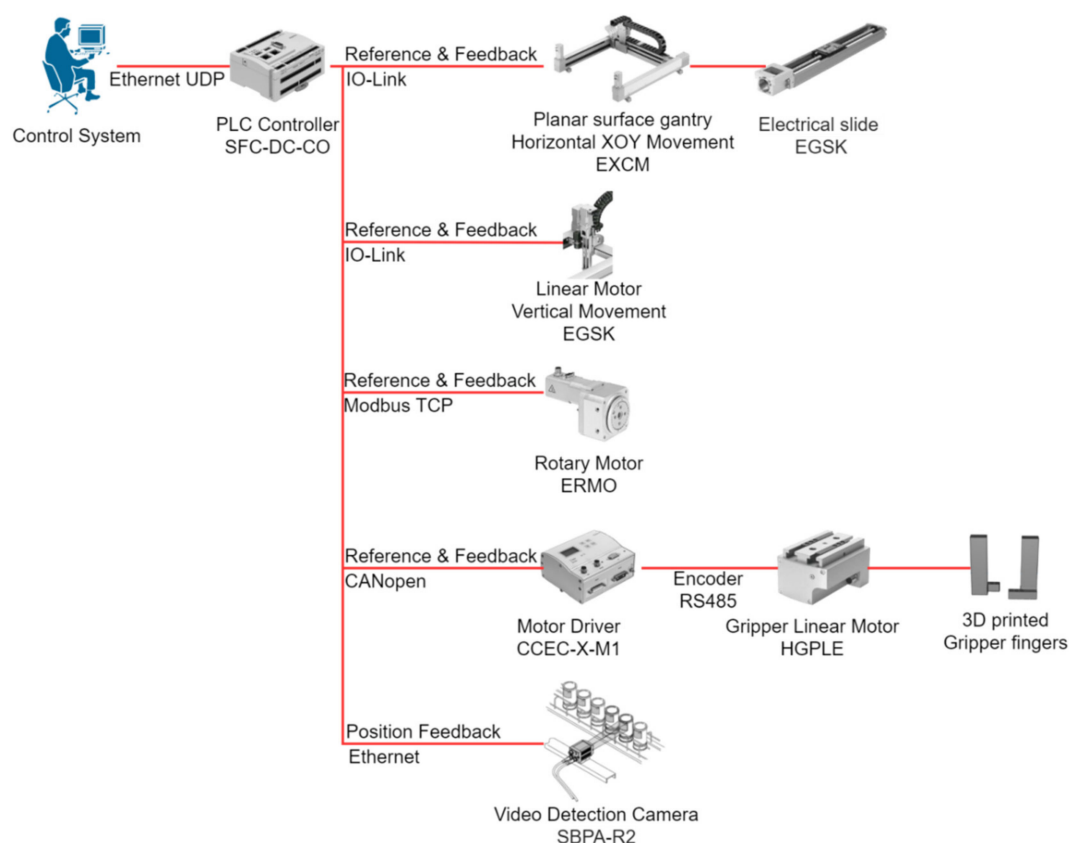 Control System
Ethernet UDP
PLC Controller
SFC-DC-CO
Reference & Feedback
IO-Link
Planar surface gantry
Horizontal XOY Movement
EXCM
Electrical slide
EGSK
Reference & Feedback
IO-Link
Linear Motor
Vertical Movement
EGSK
Reference & Feedback
Modbus TCP
Rotary Motor
ERMO
Reference & Feedback
CANopen
Motor Driver
CCEC-X-M1
Encoder
RS485
Gripper Linear Motor
HGPLE
3D printed
Gripper fingers
Position Feedback
Ethernet
Video Detection Camera
SBPA-R2